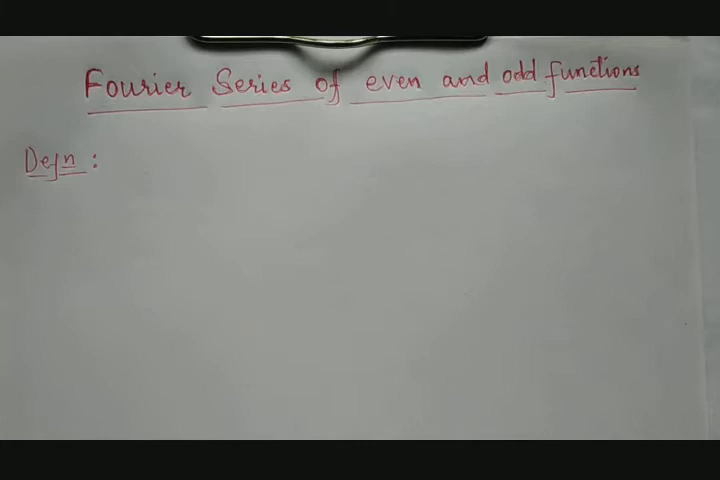 Fourier Series of even and odd functions
Defn :